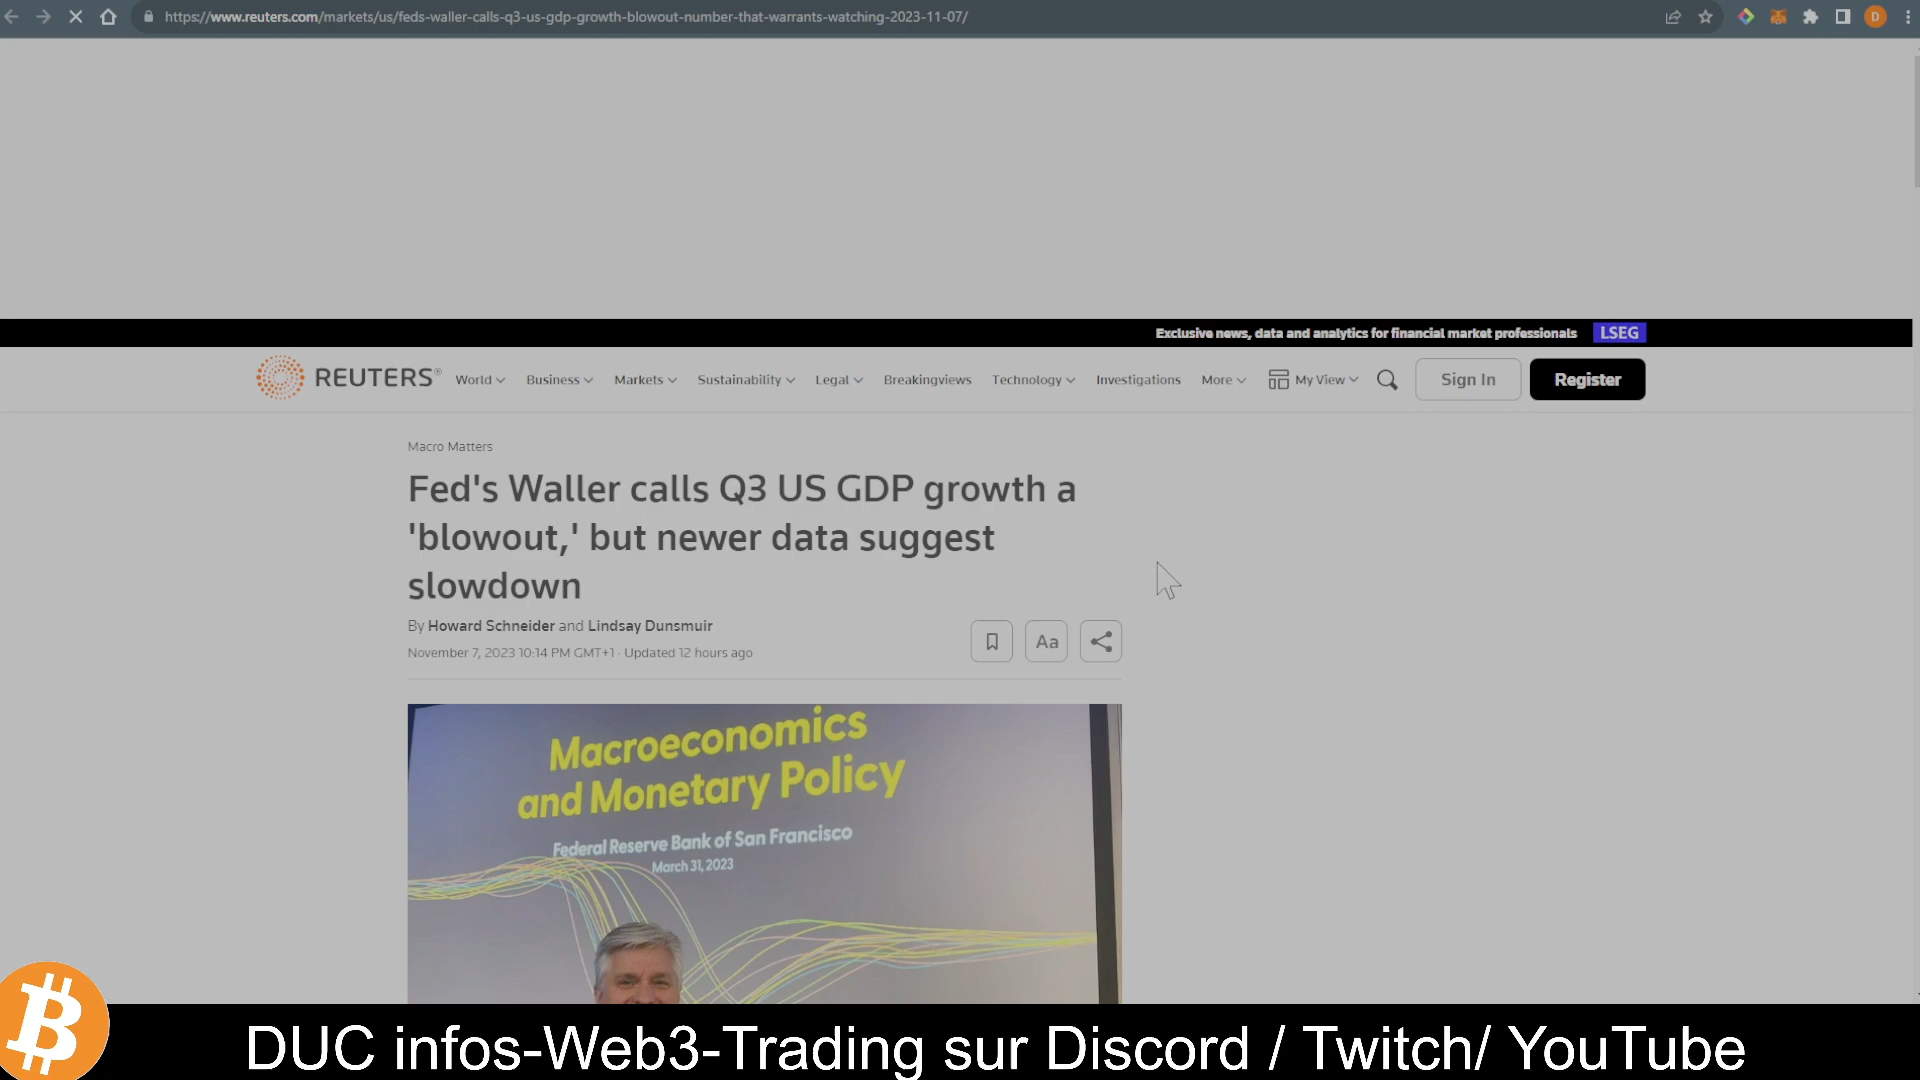 https://www.reuters.com/markets/us/feds-waller-calls-q3-us-gdp-growth-blowout-number-that-warrants-watching-2023-11-07/
D
Exclusive news, data and analytics for financial market professionals LSEG
REUTERS® World Business Markets Sustainability Legal Breakingviews Technology Investigations More My View Sign In Register
Macro Matters
Fed's Waller calls Q3 US GDP growth a
'blowout,' but newer data suggest
slowdown
By Howard Schneider and Lindsay Dunsmuir
November 7, 2023 10:14 PM GMT+1 · Updated 12 hours ago
Aa
Macroeconomics
and Monetary Policy
Federal Reserve Bank of San Francisco
March 31, 2023
DUC infos-Web3-Trading sur Discord / Twitch/ YouTube